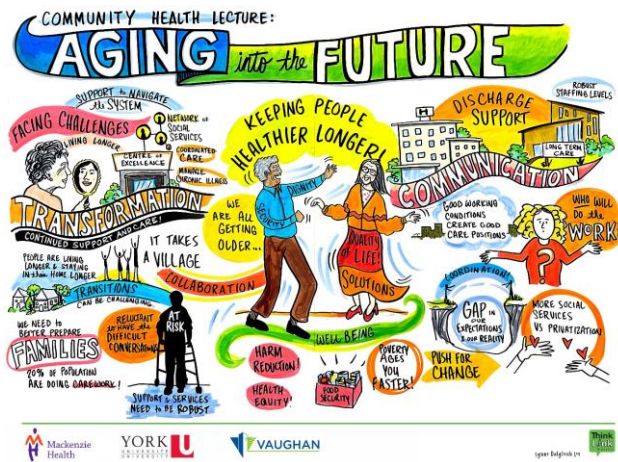 COMMUNITY HEALTH LECTURE:
AGING into the FUTURE
SUPPORT to NAVIGATE
the SYSTEM
FACING CHALLENGES
LIVING LONGER
NETWORK of
SOCIAL
SERVICES
COORDINATED
CARE
MANAGE
CHRONIC ILLNESS
CENTRE of
EXCELLENCE
TRANSFORMATION
CONTINUED SUPPORT AND CARE!
PEOPLE ARE LIVING
LONGER & STAYING
in their HOME LONGER
TRANSITIONS
CAN BE CHALLENGING
IT TAKES
A VILLAGE
COLLABORATION
WE NEED to
BETTER PREPARE
FAMILIES
20% OF POPULATION
ARE DOING CAREWORK!
RELUCTANT
to HAVE the
DIFFICULT
CONVERSATIONS
AT
RISK
SUPPORT & SERVICES
NEED to BE ROBUST
KEEPING PEOPLE
HEALTHIER LONGER!
WE
ARE ALL
GETTING
OLDER...
DIGNITY
SECURITY
QUALITY
of LIFE!
SOLUTIONS
WELL BEING
HARM
REDUCTION!
HEALTH
EQUITY!
FOOD
SECURITY
POVERTY
AGES
YOU
FASTER!
DISCHARGE
SUPPORT
ROBUST
STAFFING LEVELS
H
LONG TERM
CARE
COMMUNICATION
GOOD WORKING
CONDITIONS
CREATE GOOD
CARE POSITIONS
WHO WILL
DO the
WORK
?
COORDINATION!
GAP in
OUR
EXPECTATIONS
& OUR REALITY
PUSH FOR
CHANGE
MORE SOCIAL
SERVICES
VS PRIVATIZATION!
Mackenzie
Health
YORK U
VAUGHAN
Think
Link